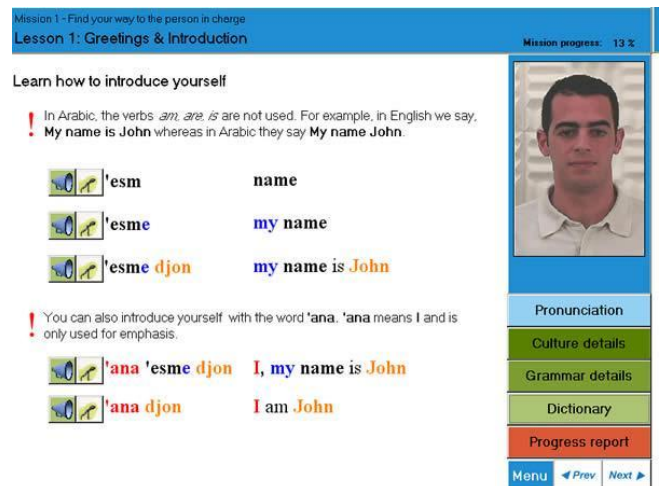 Mission 1 - Find your way to the person in charge
Lesson 1: Greetings & Introduction
Mission progress: 13 %
Learn how to introduce yourself
! In Arabic, the verbs am, are, is are not used. For example, in English we say,
My name is John whereas in Arabic they say My name John.
'esm name
'esme my name
'esme djon my name is John
! You can also introduce yourself with the word 'ana. 'ana means I and is
only used for emphasis.
'ana 'esme djon I, my name is John
'ana djon I am John
Pronunciation
Culture details
Grammar details
Dictionary
Progress report
Menu Prev Next